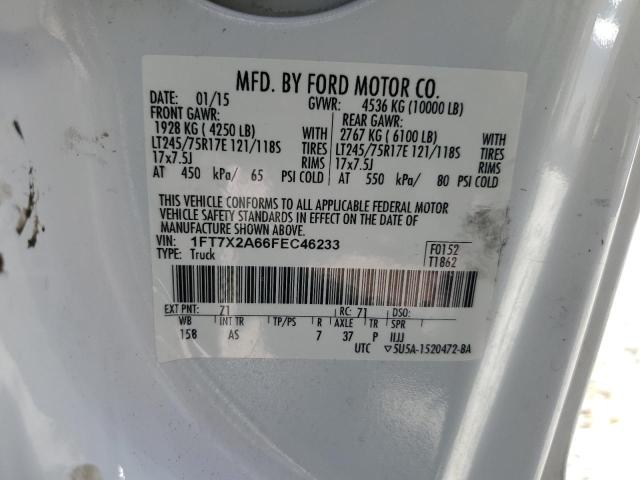 MFD. BY FORD MOTOR CO.
DATE: 01/15 GVWR: 4536 KG (10000 LB)
FRONT GAWR: REAR GAWR:
1928 KG ( 4250 LB) WITH 2767 KG ( 6100 LB) WITH
LT245/75R17E 121/118S TIRES LT245/75R17E 121/118S TIRES
17x7.5J RIMS 17x7.5J RIMS
AT 450 kPa/ 65 PSI COLD AT 550 kPa/ 80 PSI COLD
THIS VEHICLE CONFORMS TO ALL APPLICABLE FEDERAL MOTOR
VEHICLE SAFETY STANDARDS IN EFFECT ON THE DATE OF
MANUFACTURE SHOWN ABOVE.
VIN: 1FT7X2A66FEC46233 F0152
TYPE: Truck T1862
EXT PNT: 71 RC: 71 DSO:
WB INT TR TP/PS R AXLE TR SPR
158 AS 7 37 P
UTC ▽5U5A-1520472-BA